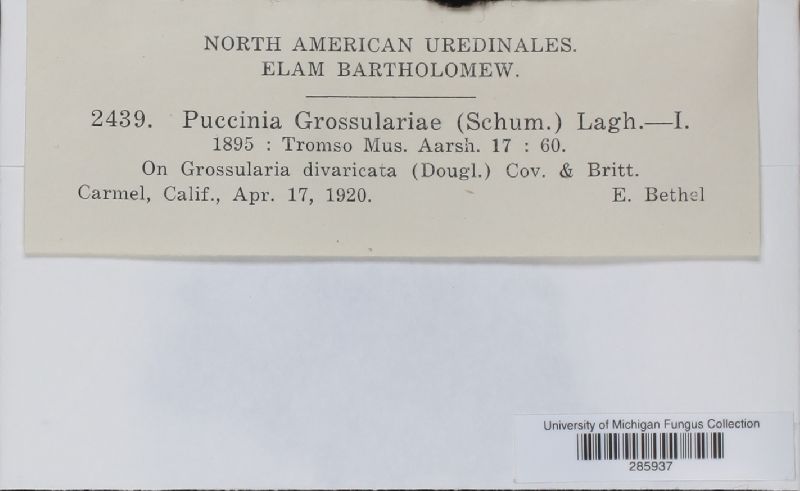 NORTH AMERICAN UREDINALES.
ELAM BARTHOLOMEW.
2439. Puccinia Grossulariae (Schum.) Lagh.—I.
1895 : Tromso Mus. Aarsh. 17 : 60.
On Grossularia divaricata (Dougl.) Cov. & Britt.
Carmel, Calif., Apr. 17, 1920. E. Bethel
University of Michigan Fungus Collection
285937